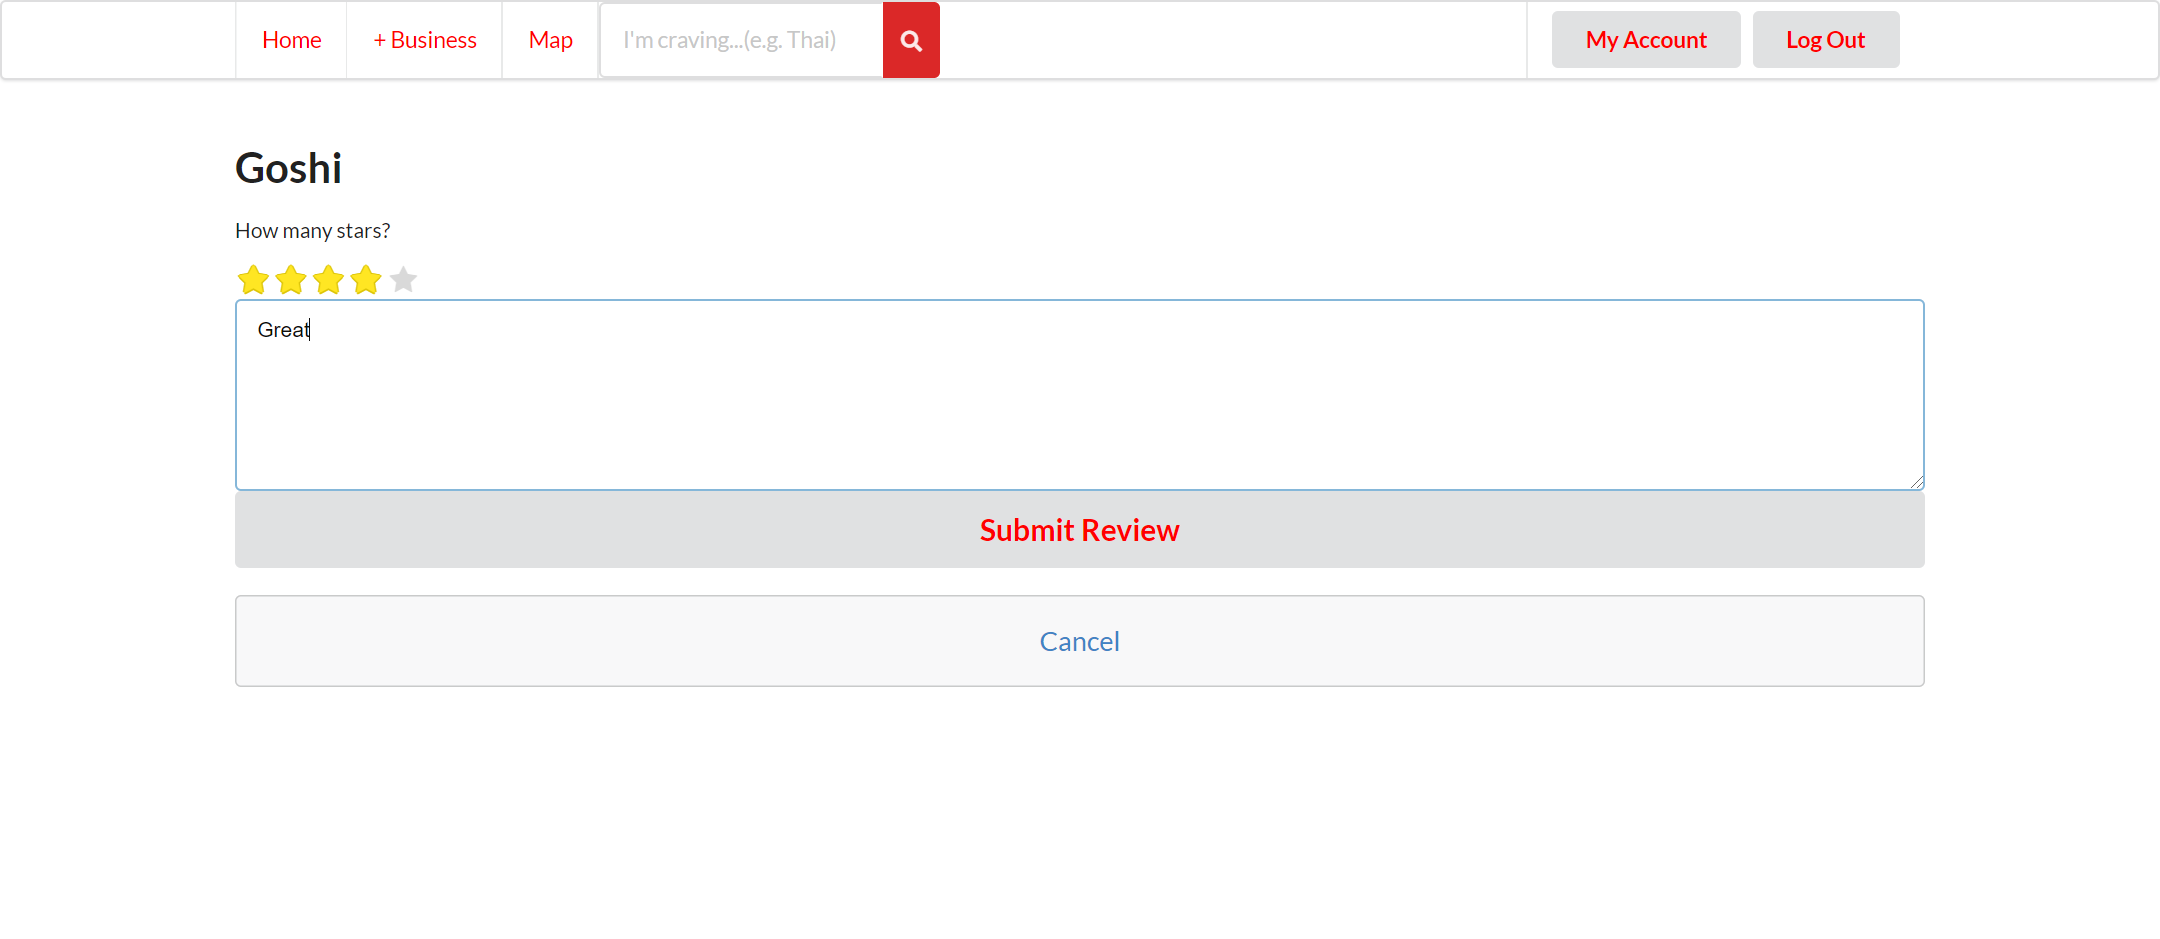 Home + Business Map I'm craving...(e.g. Thai) My Account Log Out
Goshi
How many stars?
Great
Submit Review
Cancel